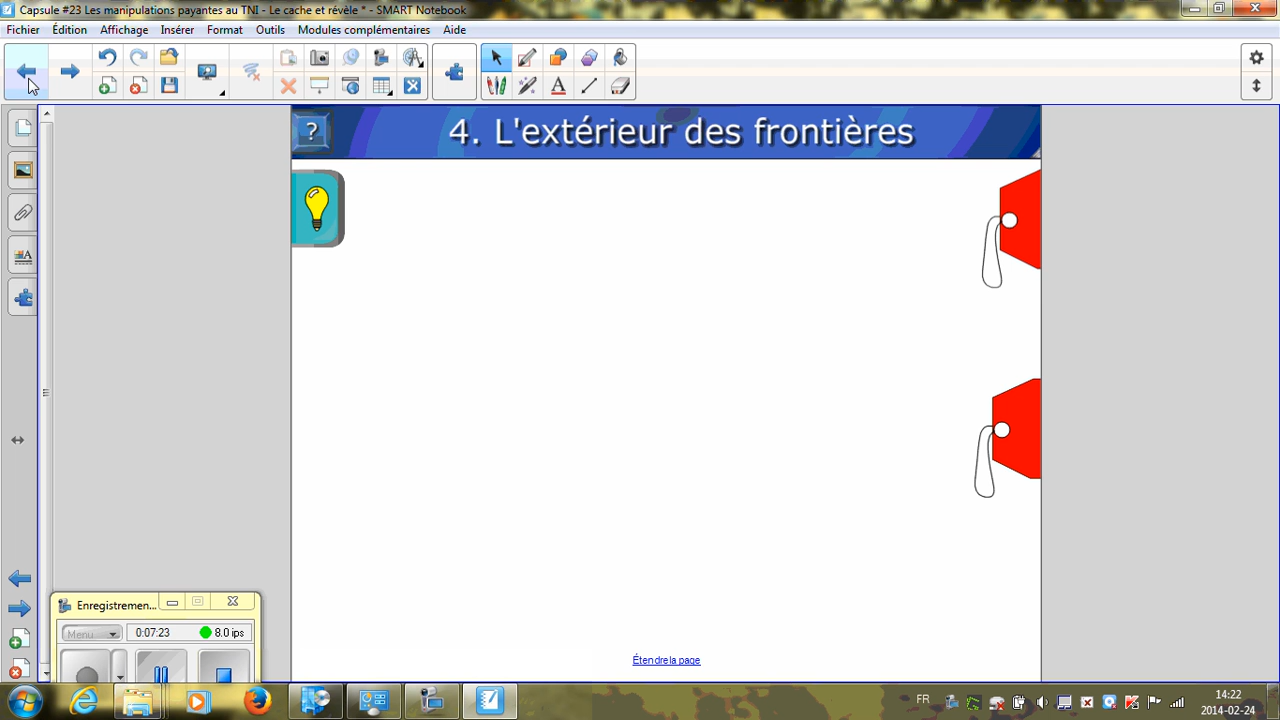 Capsule #23 Les manipulations payantes au TNI - Le cache et révèle * - SMART Notebook
Fichier Édition Affichage Insérer Format Outils Modules complémentaires Aide
? 4. L'extérieur des frontières
Étendre la page
Enregistremen...
Menu 0:07:23 8.0 ips
FR 14:22
2014-02-24